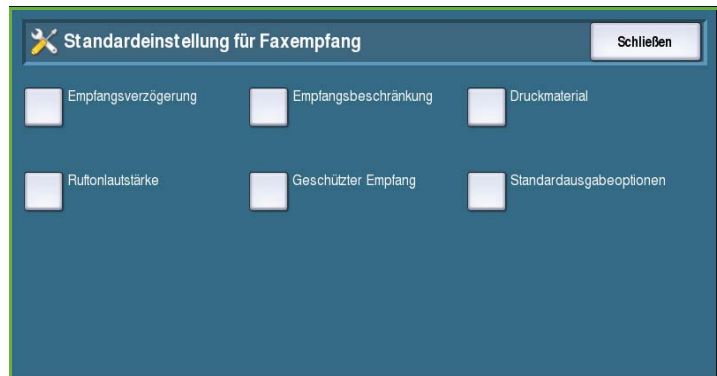 Standardeinstellung für Faxempfang
Schließen
Empfangsverzögerung
Empfangsbeschränkung
Druckmaterial
Ruftonlautstärke
Geschützter Empfang
Standardausgabeoptionen